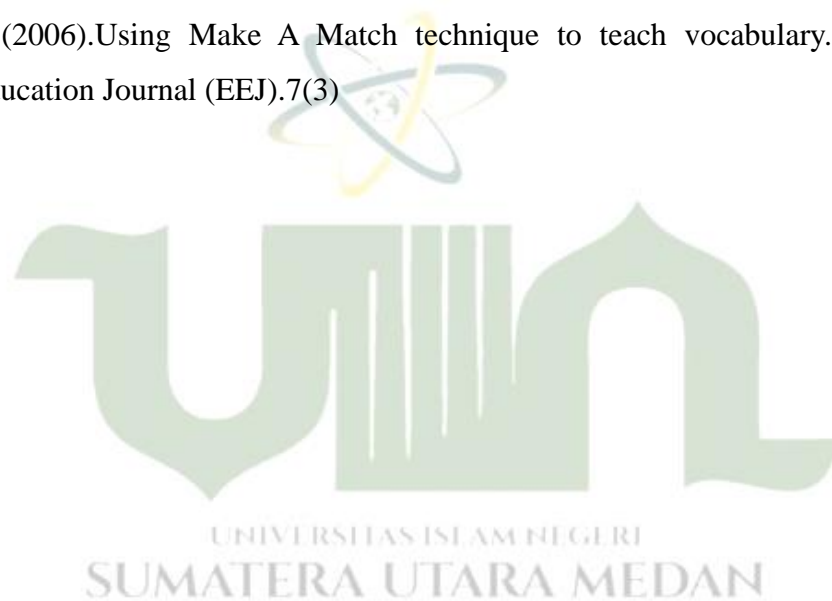 (2006).Using Make A Match technique to teach vocabulary.
ucation Journal (EEJ).7(3)
UIN
UNIVERSITAS ISLAM NEGERI
SUMATERA UTARA MEDAN